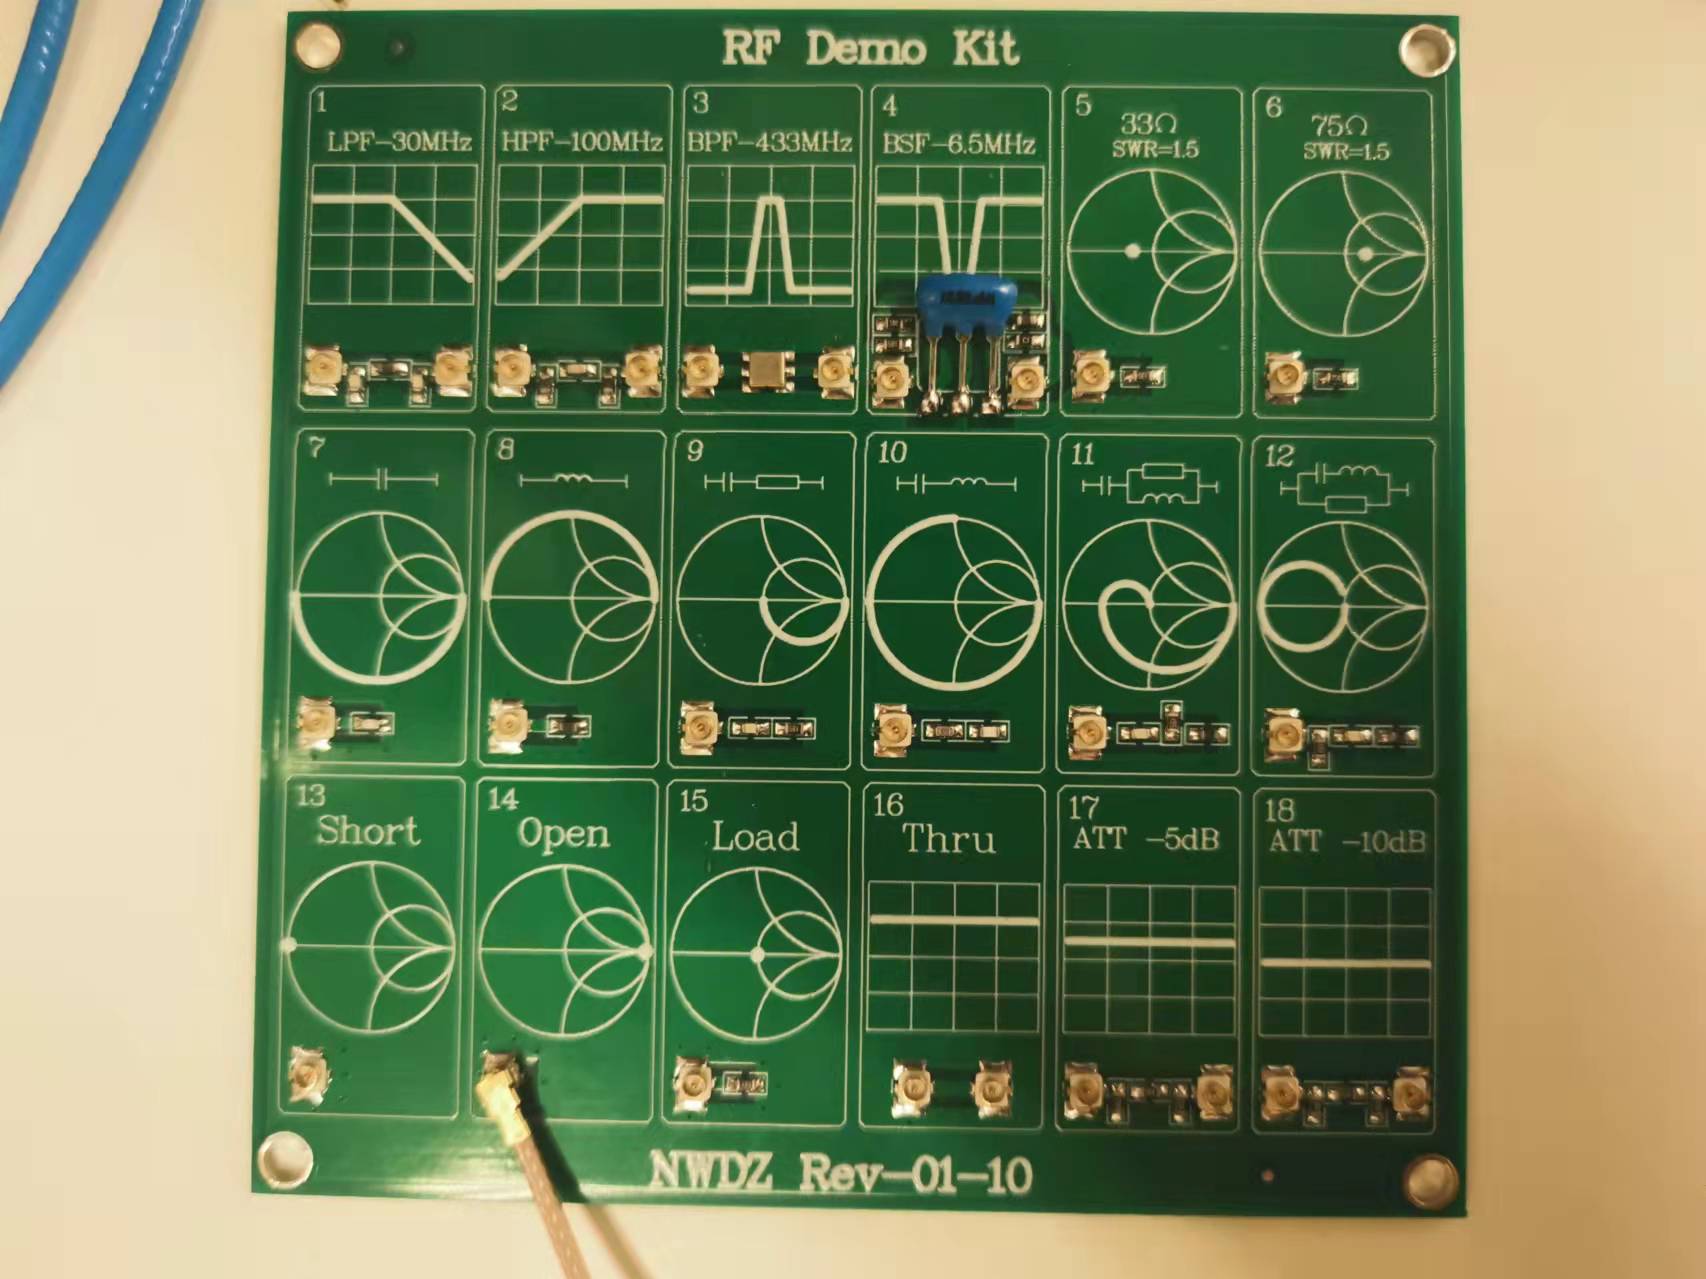 RF Demo Kit
1
LPF-30MHz
2
HPF-100MHz
3
BPF-433MHz
4
BSF-6.5MHz
5
33Ω
SWR=1.5
6
75Ω
SWR=1.5
7
8
9
10
11
12
13
Short
14
Open
15
Load
16
Thru
17
ATT -5dB
18
ATT -10dB
NWDZ Rev-01-10